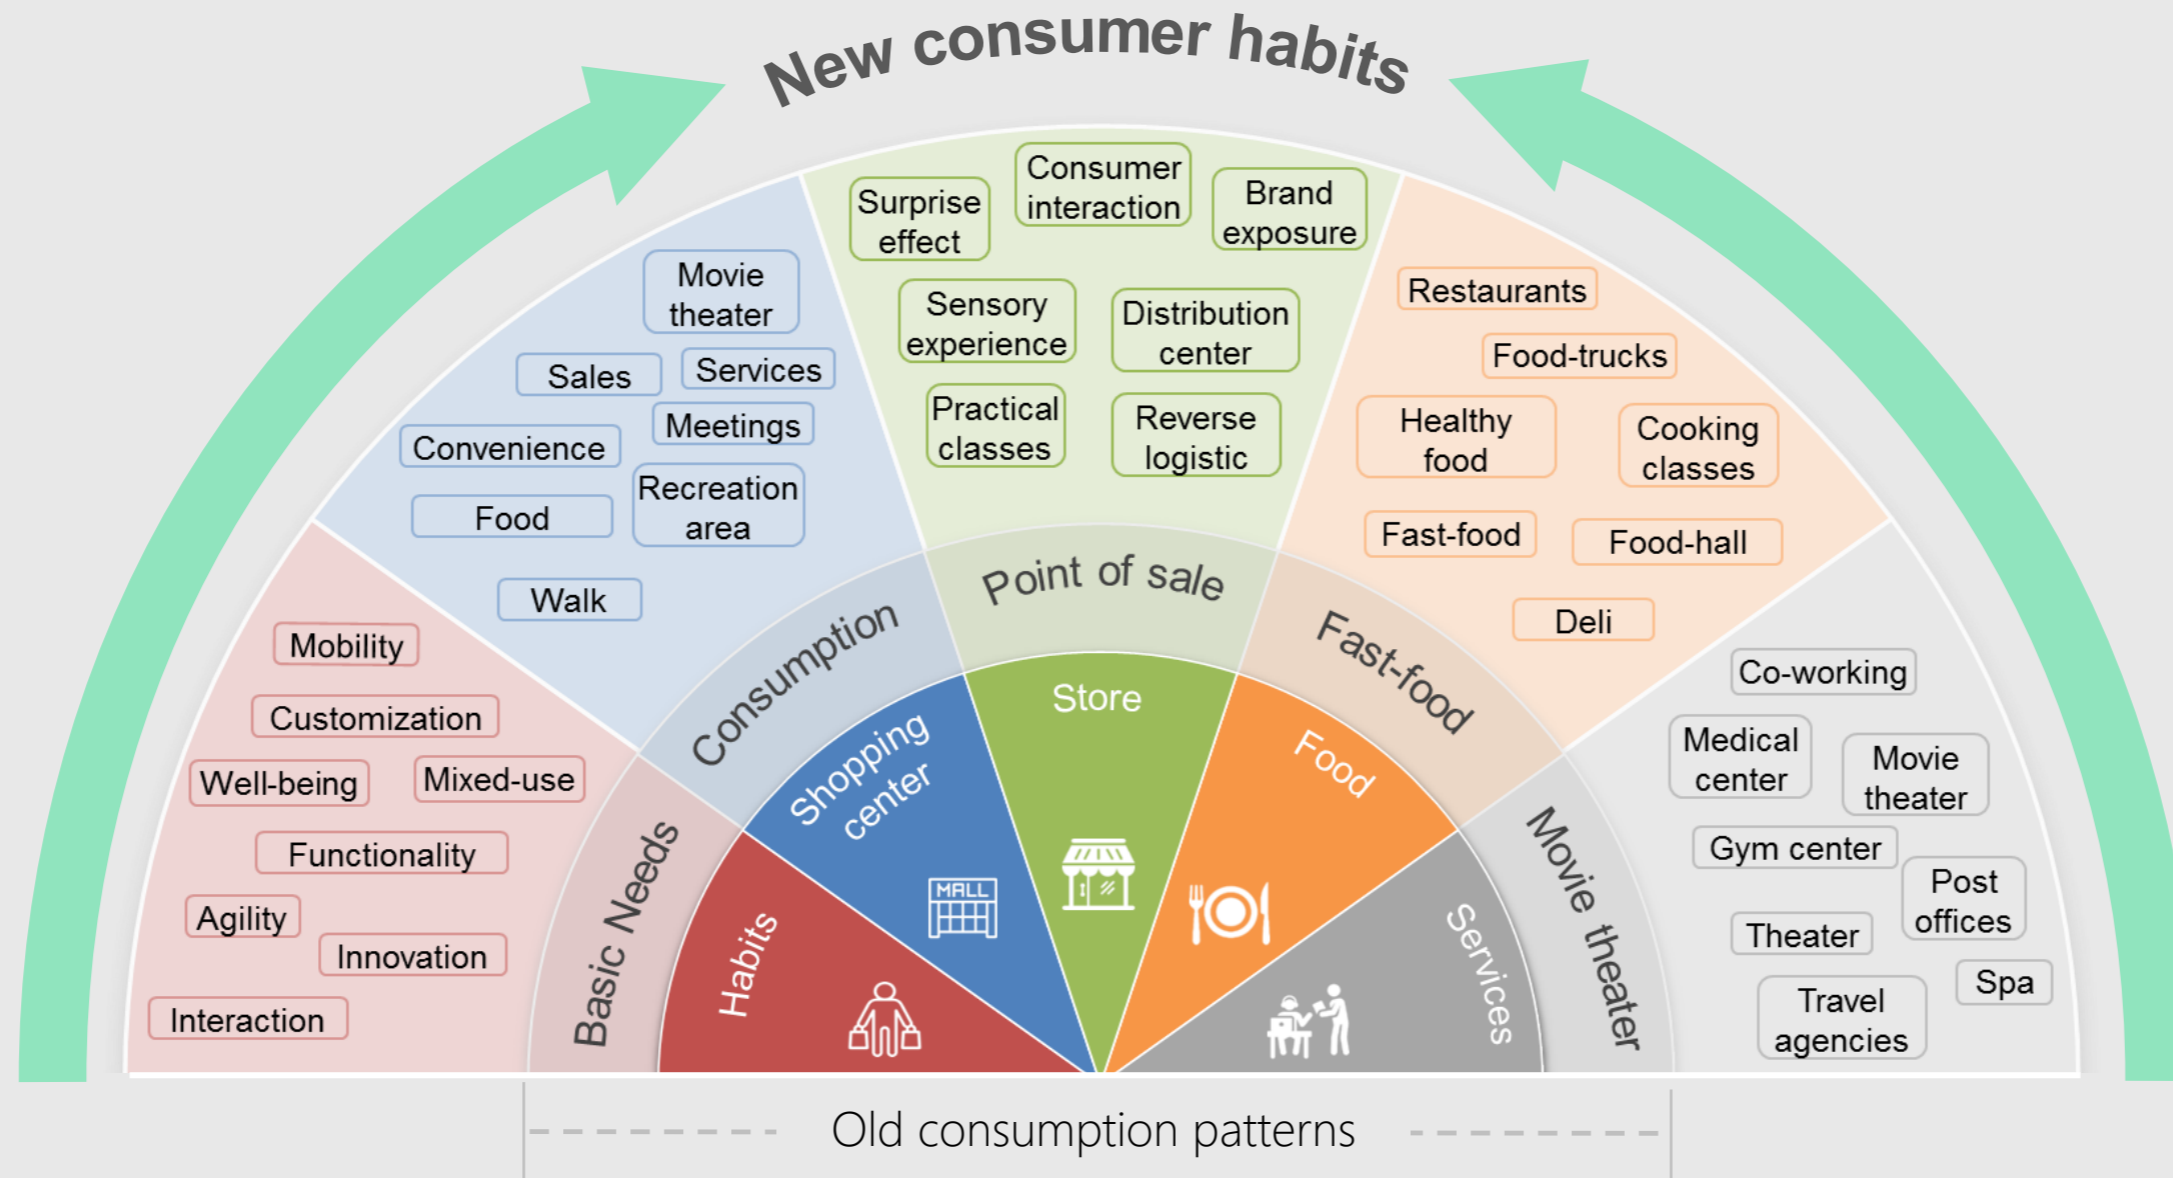 New consumer habits
Surprise
effect
Consumer
interaction
Brand
exposure
Sensory
experience
Distribution
center
Practical
classes
Reverse
logistic
Movie
theater
Sales
Services
Meetings
Convenience
Recreation
area
Food
Walk
Restaurants
Food-trucks
Healthy
food
Cooking
classes
Fast-food
Food-hall
Deli
Mobility
Customization
Well-being
Mixed-use
Functionality
Agility
Innovation
Interaction
Co-working
Medical
center
Movie
theater
Gym center
Post
offices
Theater
Spa
Travel
agencies
Basic Needs
Consumption
Point of sale
Fast-food
Movie theater
Habits
Shopping
center
MALL
Store
Food
Services
Old consumption patterns